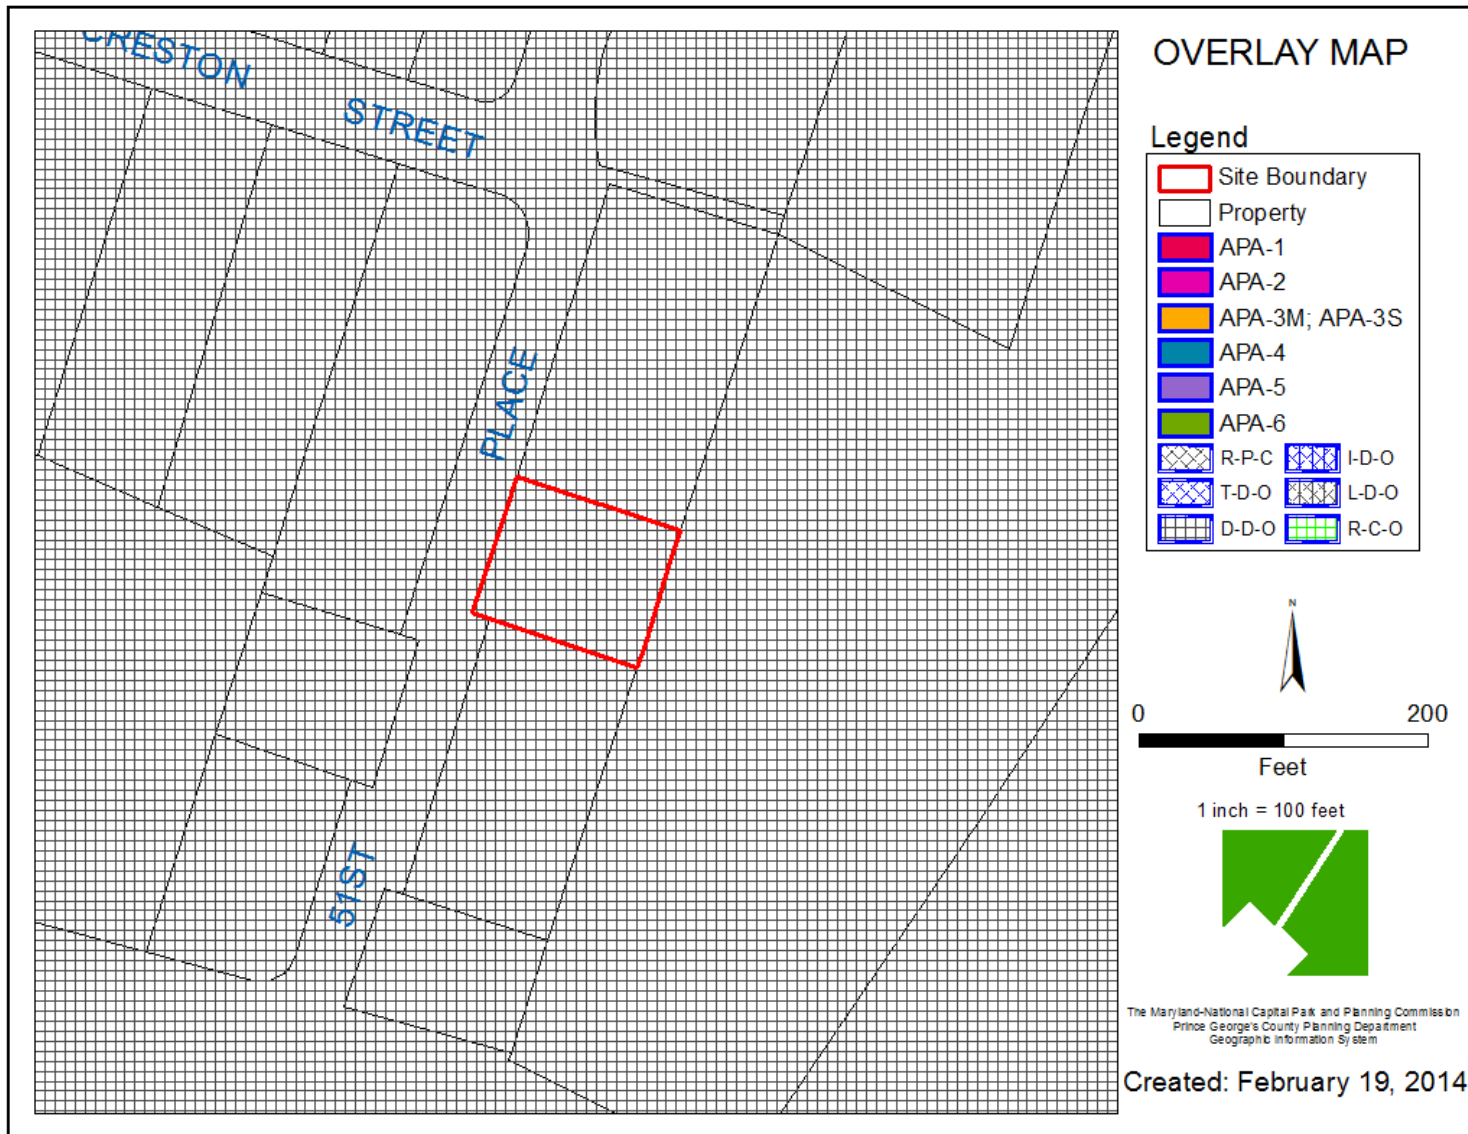 CRESTON
STREET
PLACE
51ST
OVERLAY MAP
Legend
Site Boundary
Property
APA-1
APA-2
APA-3M; APA-3S
APA-4
APA-5
APA-6
R-P-C I-D-O
T-D-O L-D-O
D-D-O R-C-O
N
0 200
Feet
1 inch = 100 feet
The Maryland-National Capital Park and Planning Commission
Prince George's County Planning Department
Geographic Information System
Created: February 19, 2014